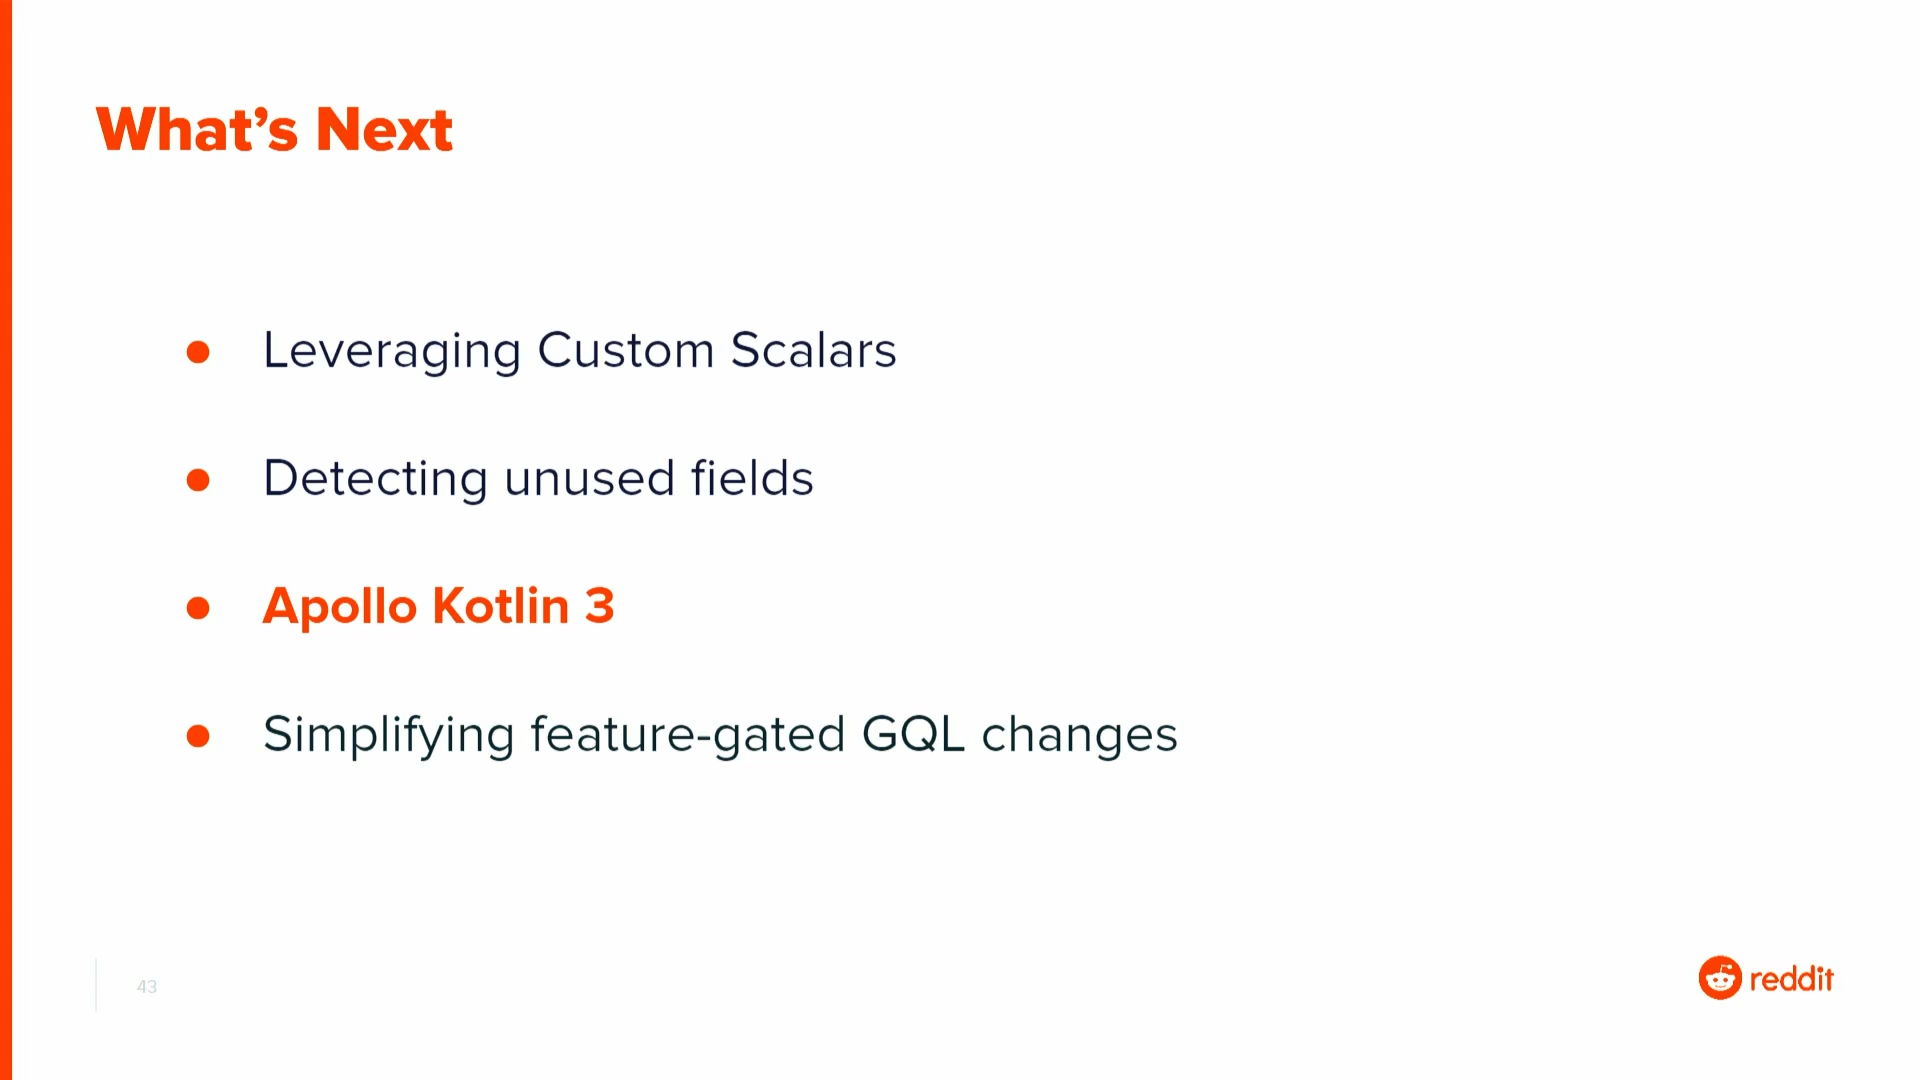 What’s Next
● Leveraging Custom Scalars
● Detecting unused fields
● Apollo Kotlin 3
● Simplifying feature-gated GQL changes
43
reddit